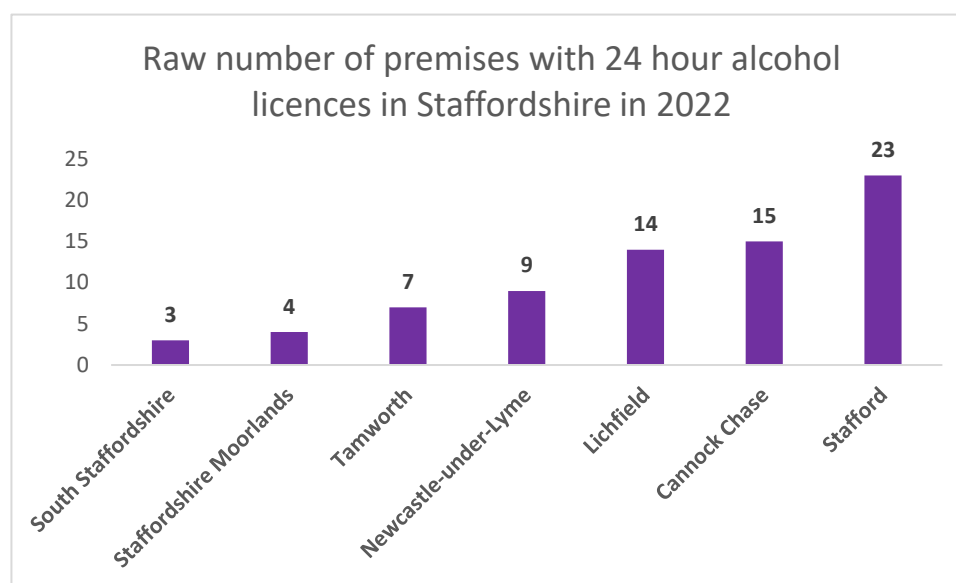 Raw number of premises with 24 hour alcohol
licences in Staffordshire in 2022
25
20
15
10
5
0
3
4
7
9
14
15
23
South Staffordshire
Staffordshire Moorlands
Tamworth
Newcastle-under-Lyme
Lichfield
Cannock Chase
Stafford